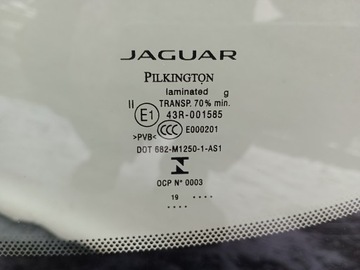 JAGUAR
PILKINGTON
laminated g
II TRANSP. 70% min.
E1 43R-001585
>PVB< CCC E000201
DOT 682-M1250-1-AS1
N
OCP N° 0003
19 ....
....